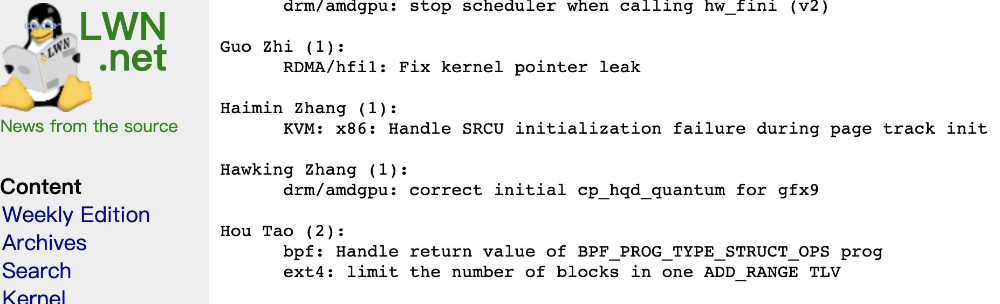 LWN
.net
News from the source
Content
Weekly Edition
Archives
Search
Kernel
drm/amdgpu: stop scheduler when calling hw_fini (v2)
Guo Zhi (1):
RDMA/hfi1: Fix kernel pointer leak
Haimin Zhang (1):
KVM: x86: Handle SRCU initialization failure during page track init
Hawking Zhang (1):
drm/amdgpu: correct initial cp_hqd_quantum for gfx9
Hou Tao (2):
bpf: Handle return value of BPF_PROG_TYPE_STRUCT_OPS prog
ext4: limit the number of blocks in one ADD_RANGE TLV
LWN